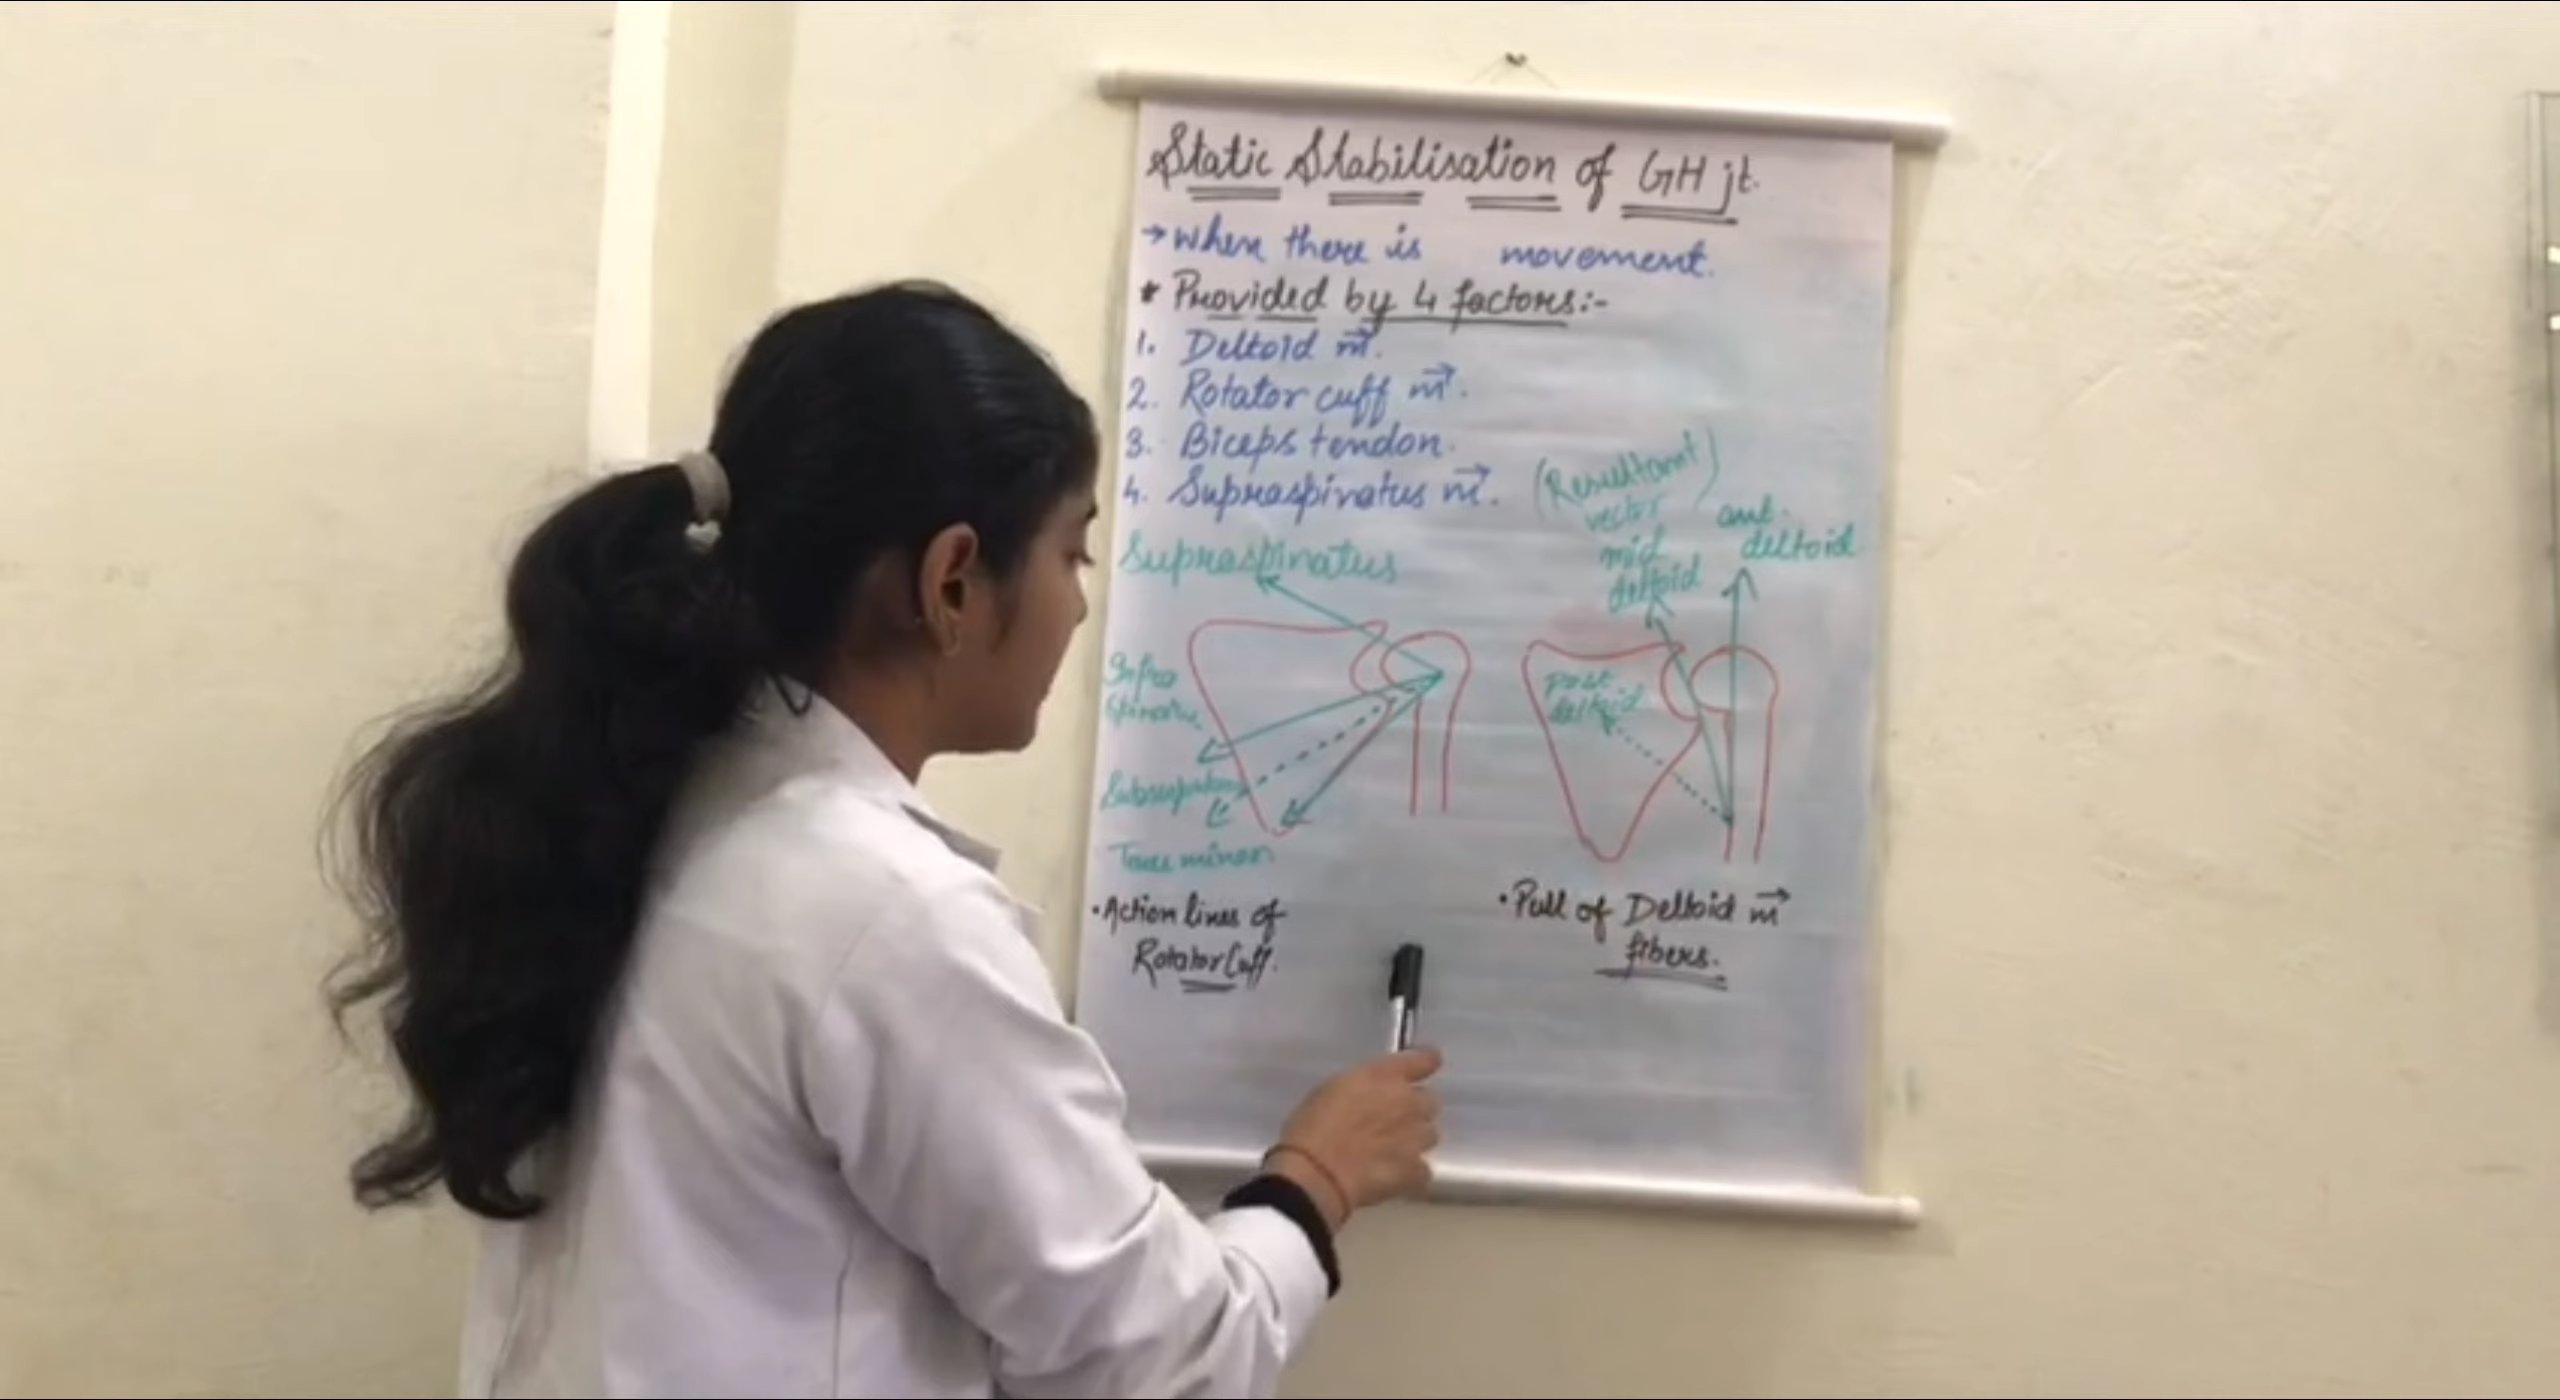 Static Stabilisation of GH jt.
→ When there is movement.
* Provided by 4 factors:-
1. Deltoid m⃗.
2. Rotator cuff m⃗.
3. Biceps tendon.
4. Supraspinatus m⃗.
Supraspinatus
Infra
Subscapularis
Teres minor
• Action lines of
Rotator Cuff.
(Resultant)
vector
mid
deltoid
ant.
deltoid
post
deltoid
• Pull of Deltoid m⃗
fibers.